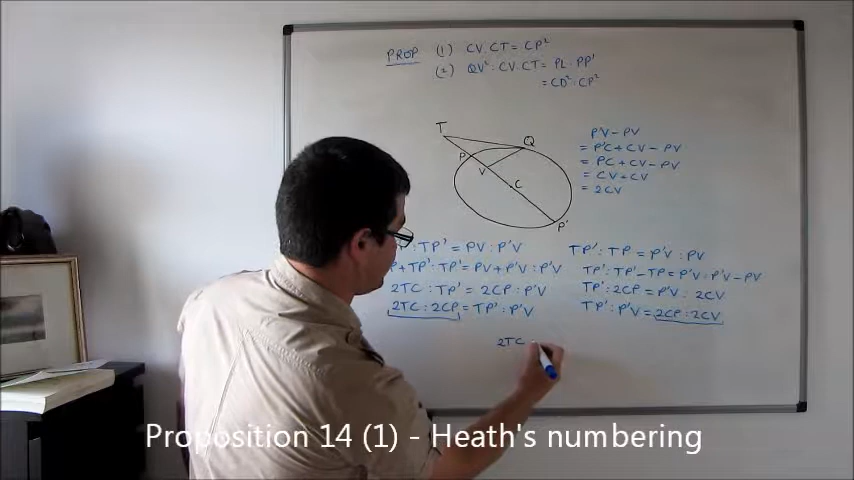 PROP (1) CV.CT = CP²
(2) QV² : CV.CT = PL : PP'
= CD² : CP²
T
Q
P
V
C
P'
P'V - PV
= P'C + CV - PV
= PC + CV - PV
= CV + CV
= 2CV
: TP' = PV : P'V
P + TP' : TP' = PV + P'V : P'V
2TC : TP' = 2CP : P'V
2TC : 2CP = TP' : P'V
TP' : TP = P'V : PV
TP' : TP' - TP = P'V : P'V - PV
TP' : 2CP = P'V : 2CV
TP' : P'V = 2CP : 2CV
2TC
Proposition 14 (1) - Heath's numbering